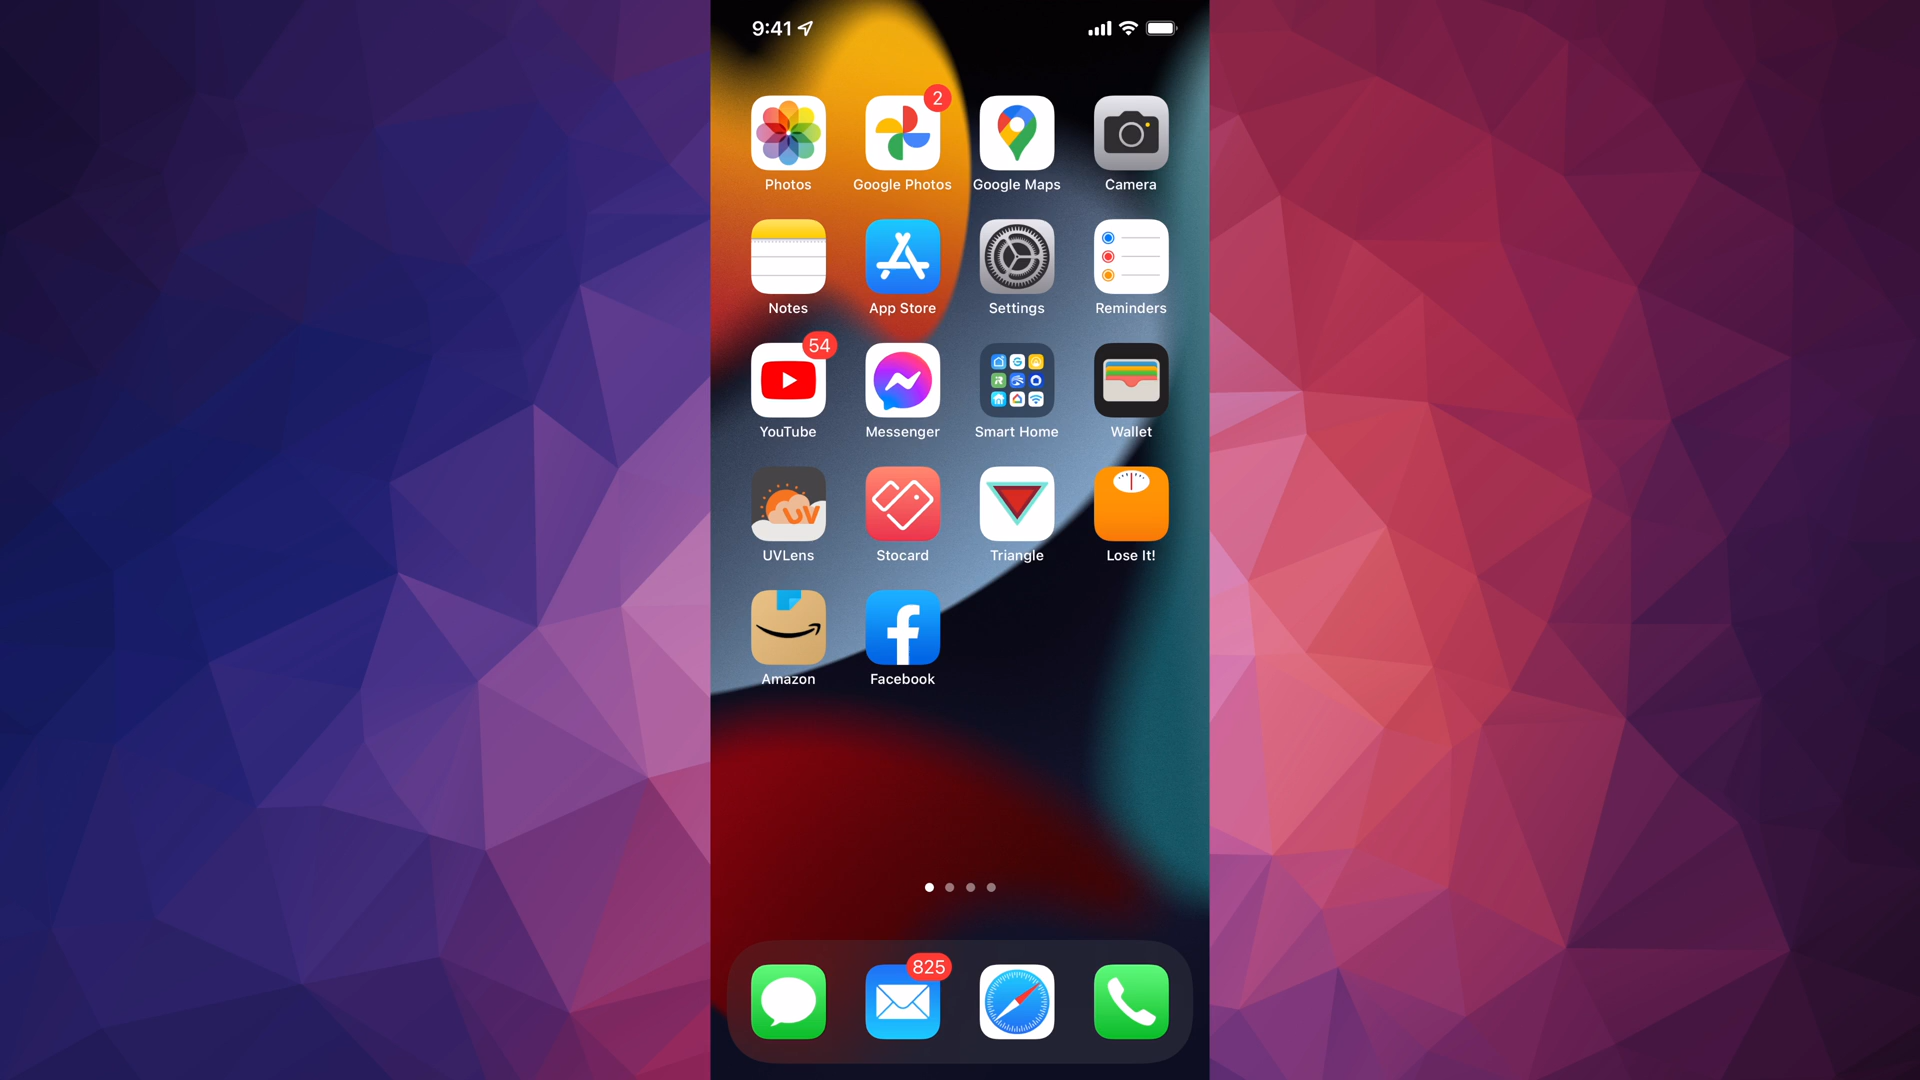 9:41
2
Photos Google Photos Google Maps Camera
Notes App Store Settings Reminders
54
YouTube Messenger Smart Home Wallet
UV
UVLens Stocard Triangle Lose It!
Amazon Facebook
825